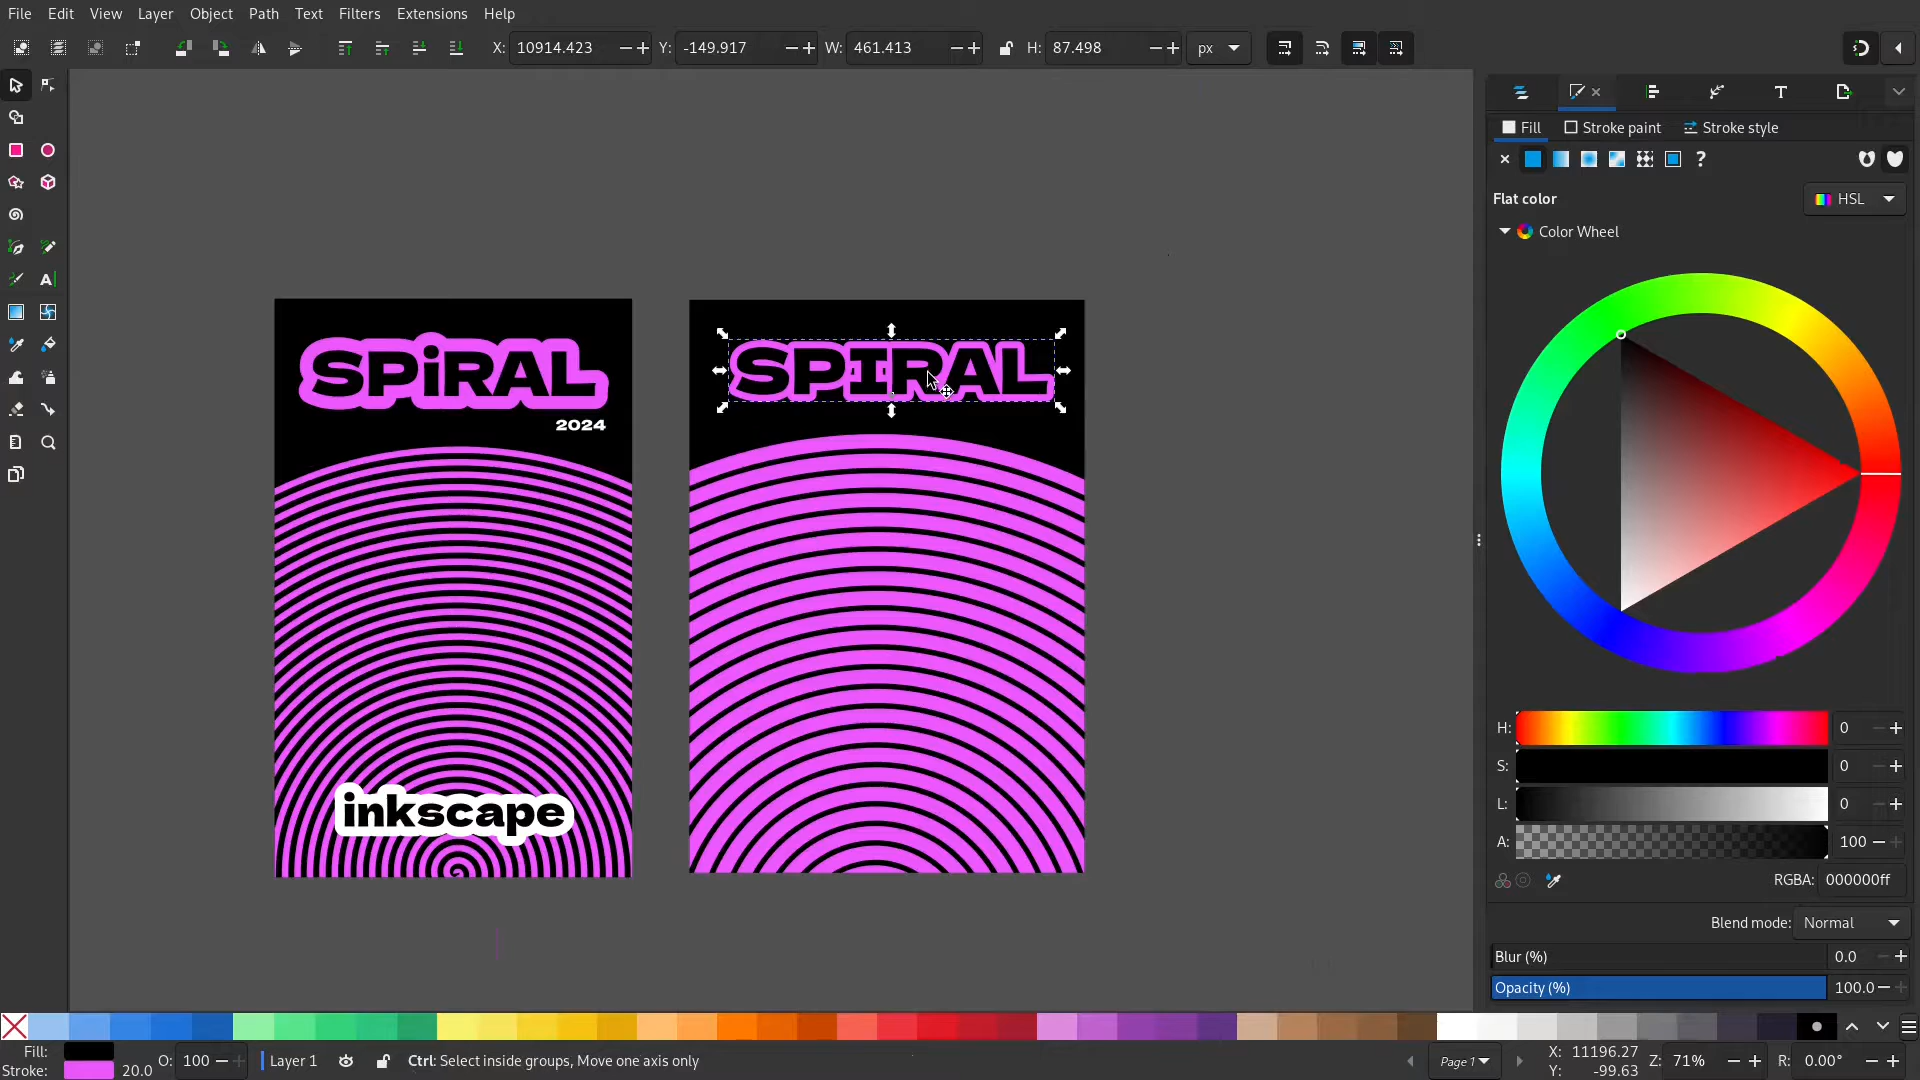 File Edit View Layer Object Path Text Filters Extensions Help
X: 10914.423 Y: -149.917 W: 461.413 H: 87.498 px
Fill Stroke paint Stroke style
?
Flat color HSL
Color Wheel
SPiRAL
2024
inkscape
SPIRAL
H: 0
S: 0
L: 0
A: 100
RGBA: 000000ff
Blend mode: Normal
Blur (%) 0.0
Opacity (%) 100.0
Fill:
Stroke: 20.0
O: 100
Layer 1
Ctrl: Select inside groups, Move one axis only
Page 1
X: 11196.27
Y: -99.63
Z: 71%
R: 0.00°